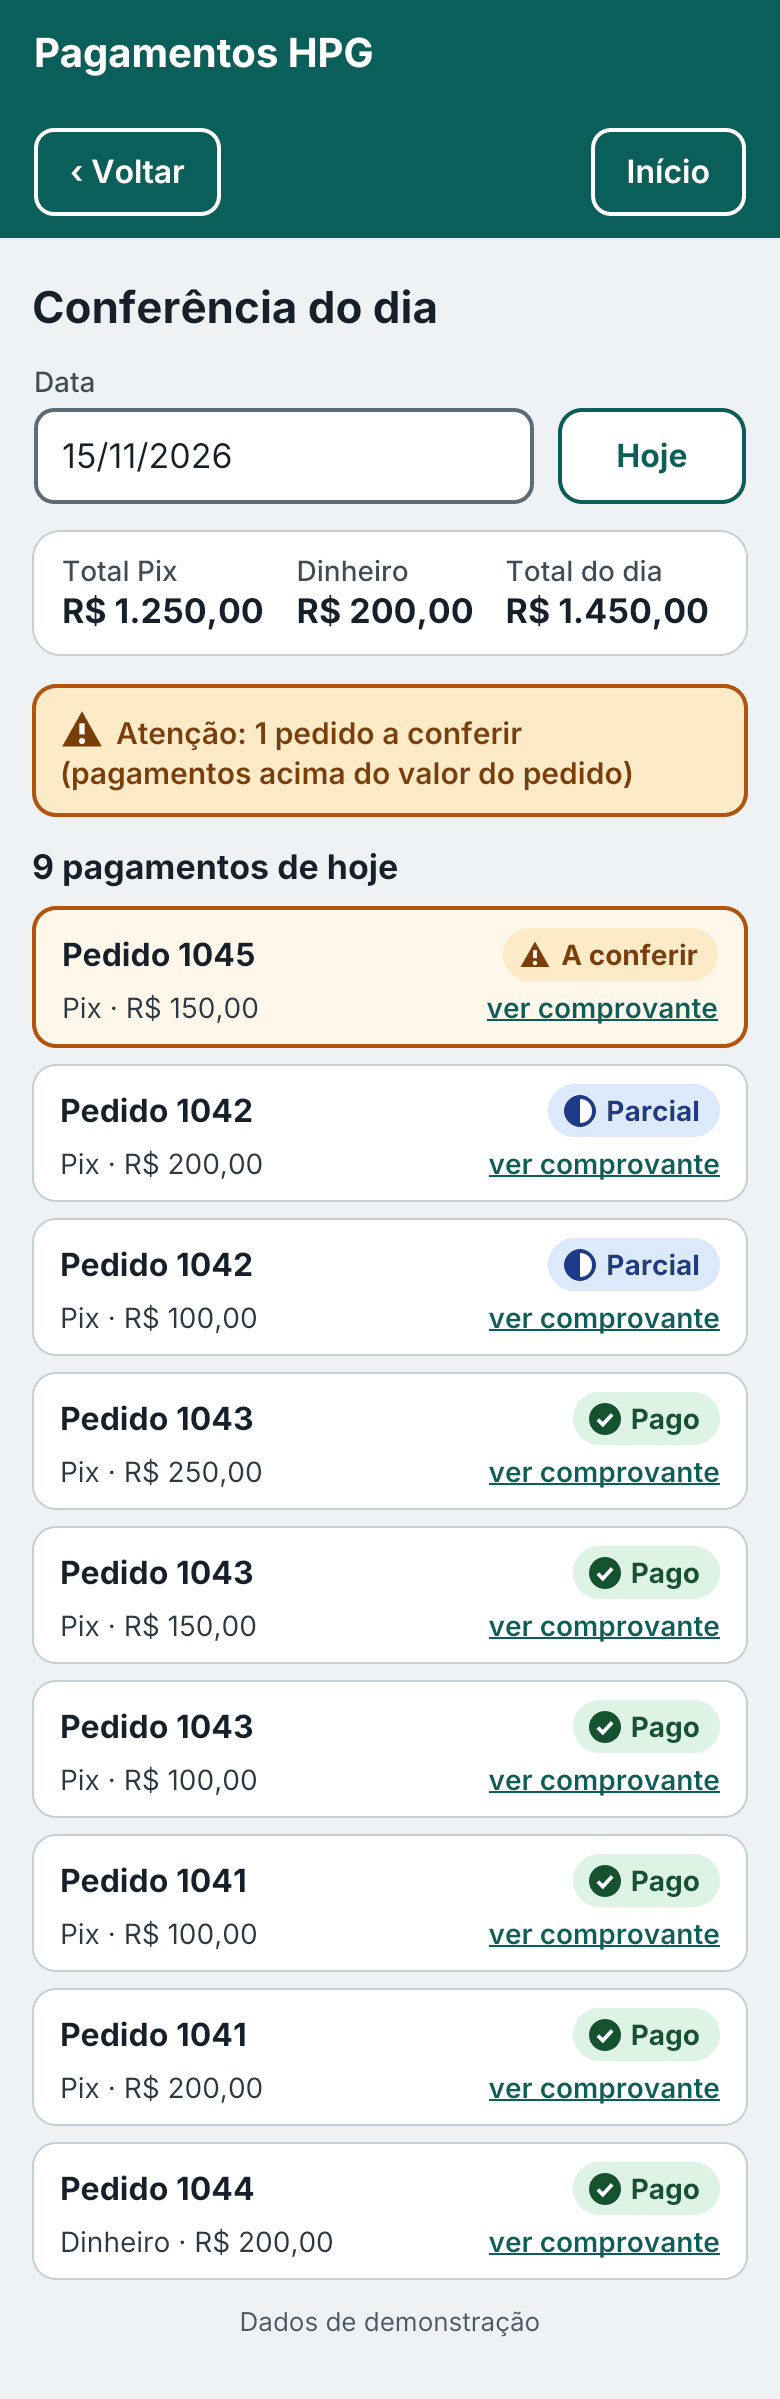 Pagamentos HPG
‹ Voltar
Início
Conferência do dia
Data
15/11/2026
Hoje
Total Pix Dinheiro Total do dia
R$ 1.250,00 R$ 200,00 R$ 1.450,00
Atenção: 1 pedido a conferir
(pagamentos acima do valor do pedido)
9 pagamentos de hoje
Pedido 1045 A conferir
Pix · R$ 150,00 ver comprovante
Pedido 1042 Parcial
Pix · R$ 200,00 ver comprovante
Pedido 1042 Parcial
Pix · R$ 100,00 ver comprovante
Pedido 1043 Pago
Pix · R$ 250,00 ver comprovante
Pedido 1043 Pago
Pix · R$ 150,00 ver comprovante
Pedido 1043 Pago
Pix · R$ 100,00 ver comprovante
Pedido 1041 Pago
Pix · R$ 100,00 ver comprovante
Pedido 1041 Pago
Pix · R$ 200,00 ver comprovante
Pedido 1044 Pago
Dinheiro · R$ 200,00 ver comprovante
Dados de demonstração